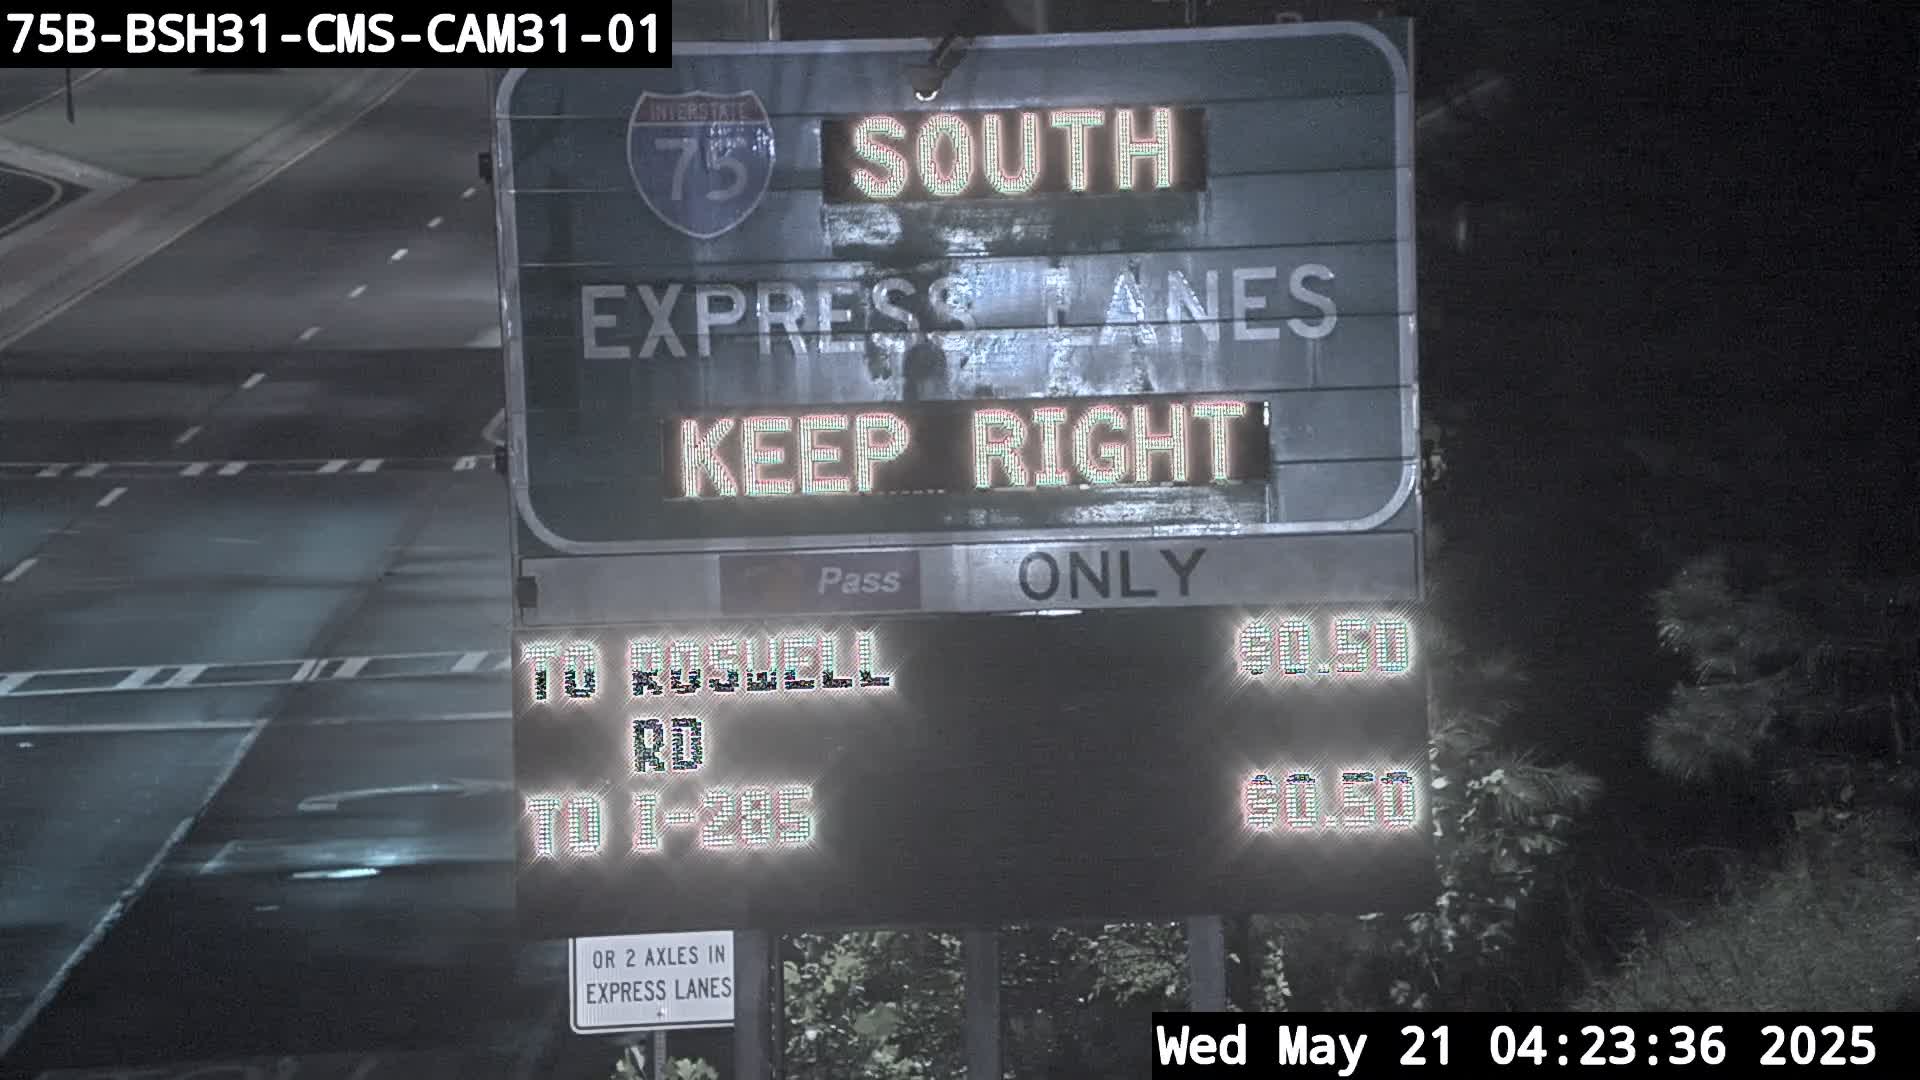 75B-BSH31-CMS-CAM31-01
INTERSTATE
75
SOUTH
EXPRESS LANES
KEEP RIGHT
Pass ONLY
TO ROSWELL $0.50
RD
TO I-285 $0.50
OR 2 AXLES IN
EXPRESS LANES
Wed May 21 04:23:36 2025